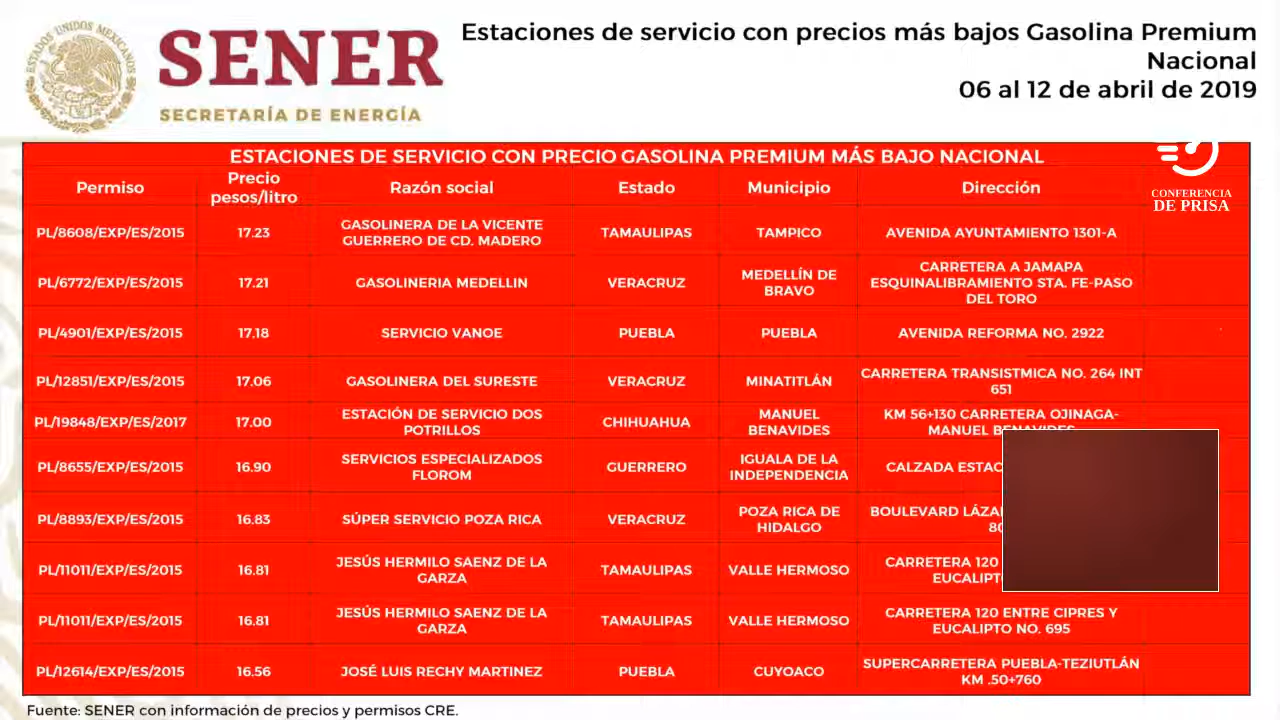 ESTADOS UNIDOS MEXICANOS
SENER
SECRETARÍA DE ENERGÍA
Estaciones de servicio con precios más bajos Gasolina Premium
Nacional
06 al 12 de abril de 2019
ESTACIONES DE SERVICIO CON PRECIO GASOLINA PREMIUM MÁS BAJO NACIONAL
CONFERENCIA
DE PRISA
Permiso
Precio
pesos/litro
Razón social
Estado
Municipio
Dirección
PL/8608/EXP/ES/2015
17.23
GASOLINERA DE LA VICENTE
GUERRERO DE CD. MADERO
TAMAULIPAS
TAMPICO
AVENIDA AYUNTAMIENTO 1301-A
PL/6772/EXP/ES/2015
17.21
GASOLINERIA MEDELLIN
VERACRUZ
MEDELLÍN DE
BRAVO
CARRETERA A JAMAPA
ESQUINALIBRAMIENTO STA. FE-PASO
DEL TORO
PL/4901/EXP/ES/2015
17.18
SERVICIO VANOE
PUEBLA
PUEBLA
AVENIDA REFORMA NO. 2922
PL/12851/EXP/ES/2015
17.06
GASOLINERA DEL SURESTE
VERACRUZ
MINATITLÁN
CARRETERA TRANSISTMICA NO. 264 INT
651
PL/19848/EXP/ES/2017
17.00
ESTACIÓN DE SERVICIO DOS
POTRILLOS
CHIHUAHUA
MANUEL
BENAVIDES
KM 56+130 CARRETERA OJINAGA-
MANUEL BENAVIDES
PL/8655/EXP/ES/2015
16.90
SERVICIOS ESPECIALIZADOS
FLOROM
GUERRERO
IGUALA DE LA
INDEPENDENCIA
CALZADA
PL/8893/EXP/ES/2015
16.83
SÚPER SERVICIO POZA RICA
VERACRUZ
POZA RICA DE
HIDALGO
BOULEVARD
PL/11011/EXP/ES/2015
16.81
JESÚS HERMILO SAENZ DE LA
GARZA
TAMAULIPAS
VALLE HERMOSO
CARRETERA 120
PL/11011/EXP/ES/2015
16.81
JESÚS HERMILO SAENZ DE LA
GARZA
TAMAULIPAS
VALLE HERMOSO
CARRETERA 120 ENTRE CIPRES Y
EUCALIPTO NO. 695
PL/12614/EXP/ES/2015
16.56
JOSÉ LUIS RECHY MARTINEZ
PUEBLA
CUYOACO
SUPERCARRETERA PUEBLA-TEZIUTLÁN
KM .50+760
Fuente: SENER con información de precios y permisos CRE.